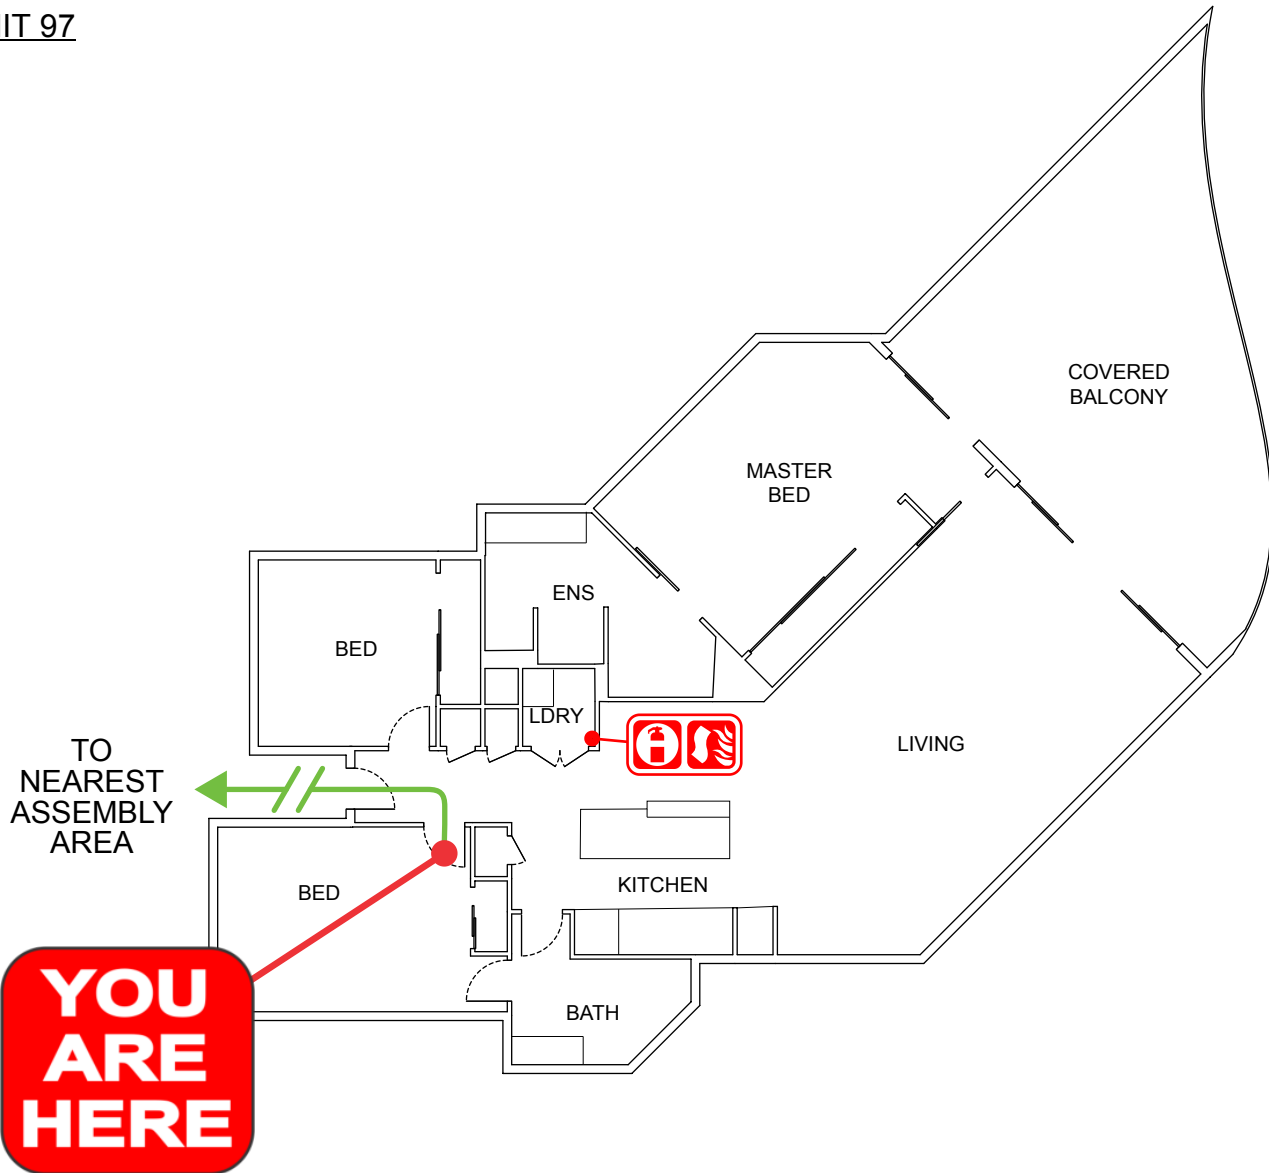 IT 97
COVERED
BALCONY
MASTER
BED
ENS
BED
LDRY
LIVING
TO
NEAREST
ASSEMBLY
AREA
KITCHEN
BED
BATH
YOU
ARE
HERE